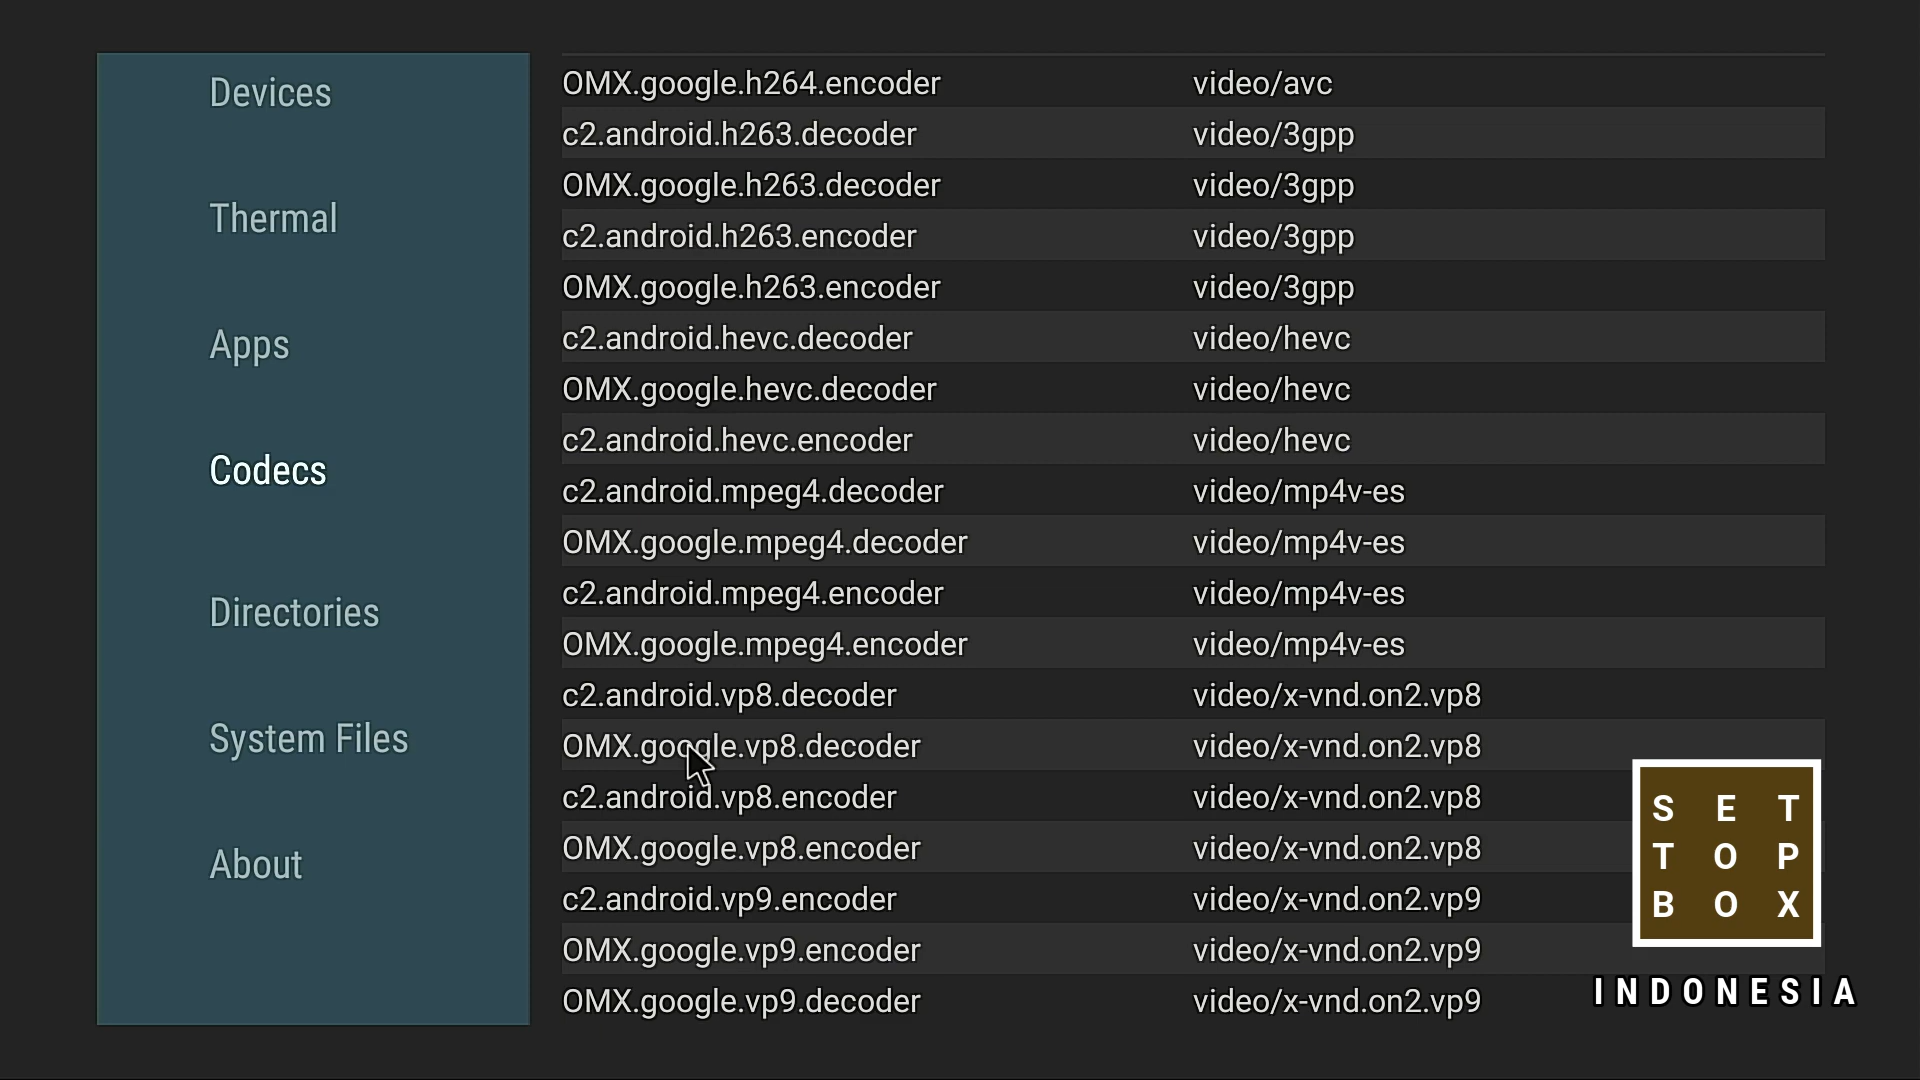 Devices
Thermal
Apps
Codecs
Directories
System Files
About
OMX.google.h264.encoder video/avc
c2.android.h263.decoder video/3gpp
OMX.google.h263.decoder video/3gpp
c2.android.h263.encoder video/3gpp
OMX.google.h263.encoder video/3gpp
c2.android.hevc.decoder video/hevc
OMX.google.hevc.decoder video/hevc
c2.android.hevc.encoder video/hevc
c2.android.mpeg4.decoder video/mp4v-es
OMX.google.mpeg4.decoder video/mp4v-es
c2.android.mpeg4.encoder video/mp4v-es
OMX.google.mpeg4.encoder video/mp4v-es
c2.android.vp8.decoder video/x-vnd.on2.vp8
OMX.google.vp8.decoder video/x-vnd.on2.vp8
c2.android.vp8.encoder video/x-vnd.on2.vp8
OMX.google.vp8.encoder video/x-vnd.on2.vp8
c2.android.vp9.encoder video/x-vnd.on2.vp9
OMX.google.vp9.encoder video/x-vnd.on2.vp9
OMX.google.vp9.decoder video/x-vnd.on2.vp9
SET
TOP
BOX
INDONESIA